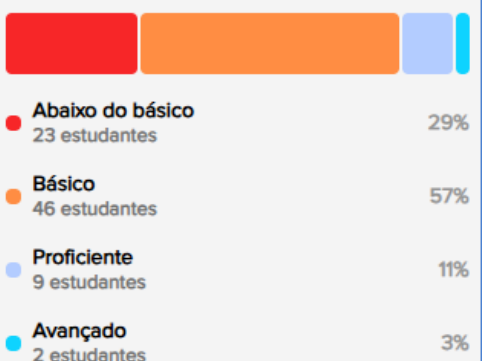 Abaixo do básico
23 estudantes
29%
Básico
46 estudantes
57%
Proficiente
9 estudantes
11%
Avançado
2 estudantes
3%